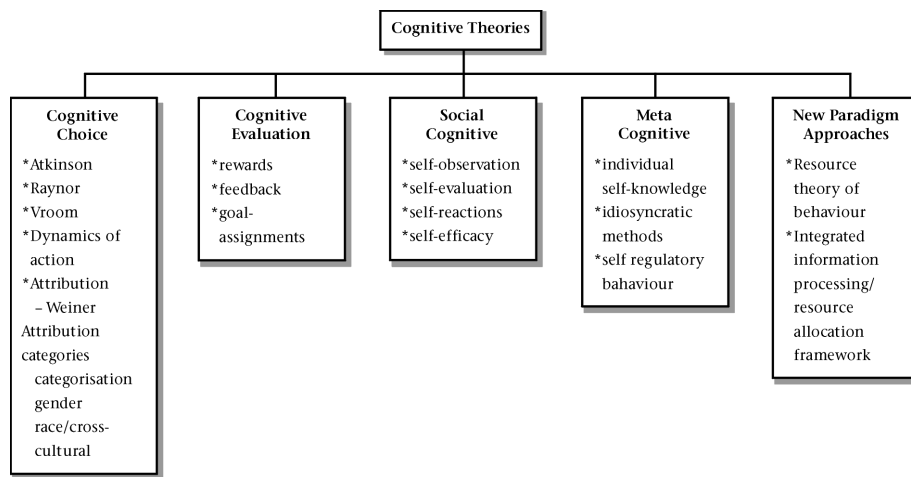 Cognitive Theories
Cognitive
Choice
*Atkinson
*Raynor
*Vroom
*Dynamics of
action
*Attribution
– Weiner
Attribution
categories
categorisation
gender
race/cross-
cultural
Cognitive
Evaluation
*rewards
*feedback
*goal-
assignments
Social
Cognitive
*self-observation
*self-evaluation
*self-reactions
*self-efficacy
Meta
Cognitive
*individual
self-knowledge
*idiosyncratic
methods
*self regulatory
bahaviour
New Paradigm
Approaches
*Resource
theory of
behaviour
*Integrated
information
processing/
resource
allocation
framework